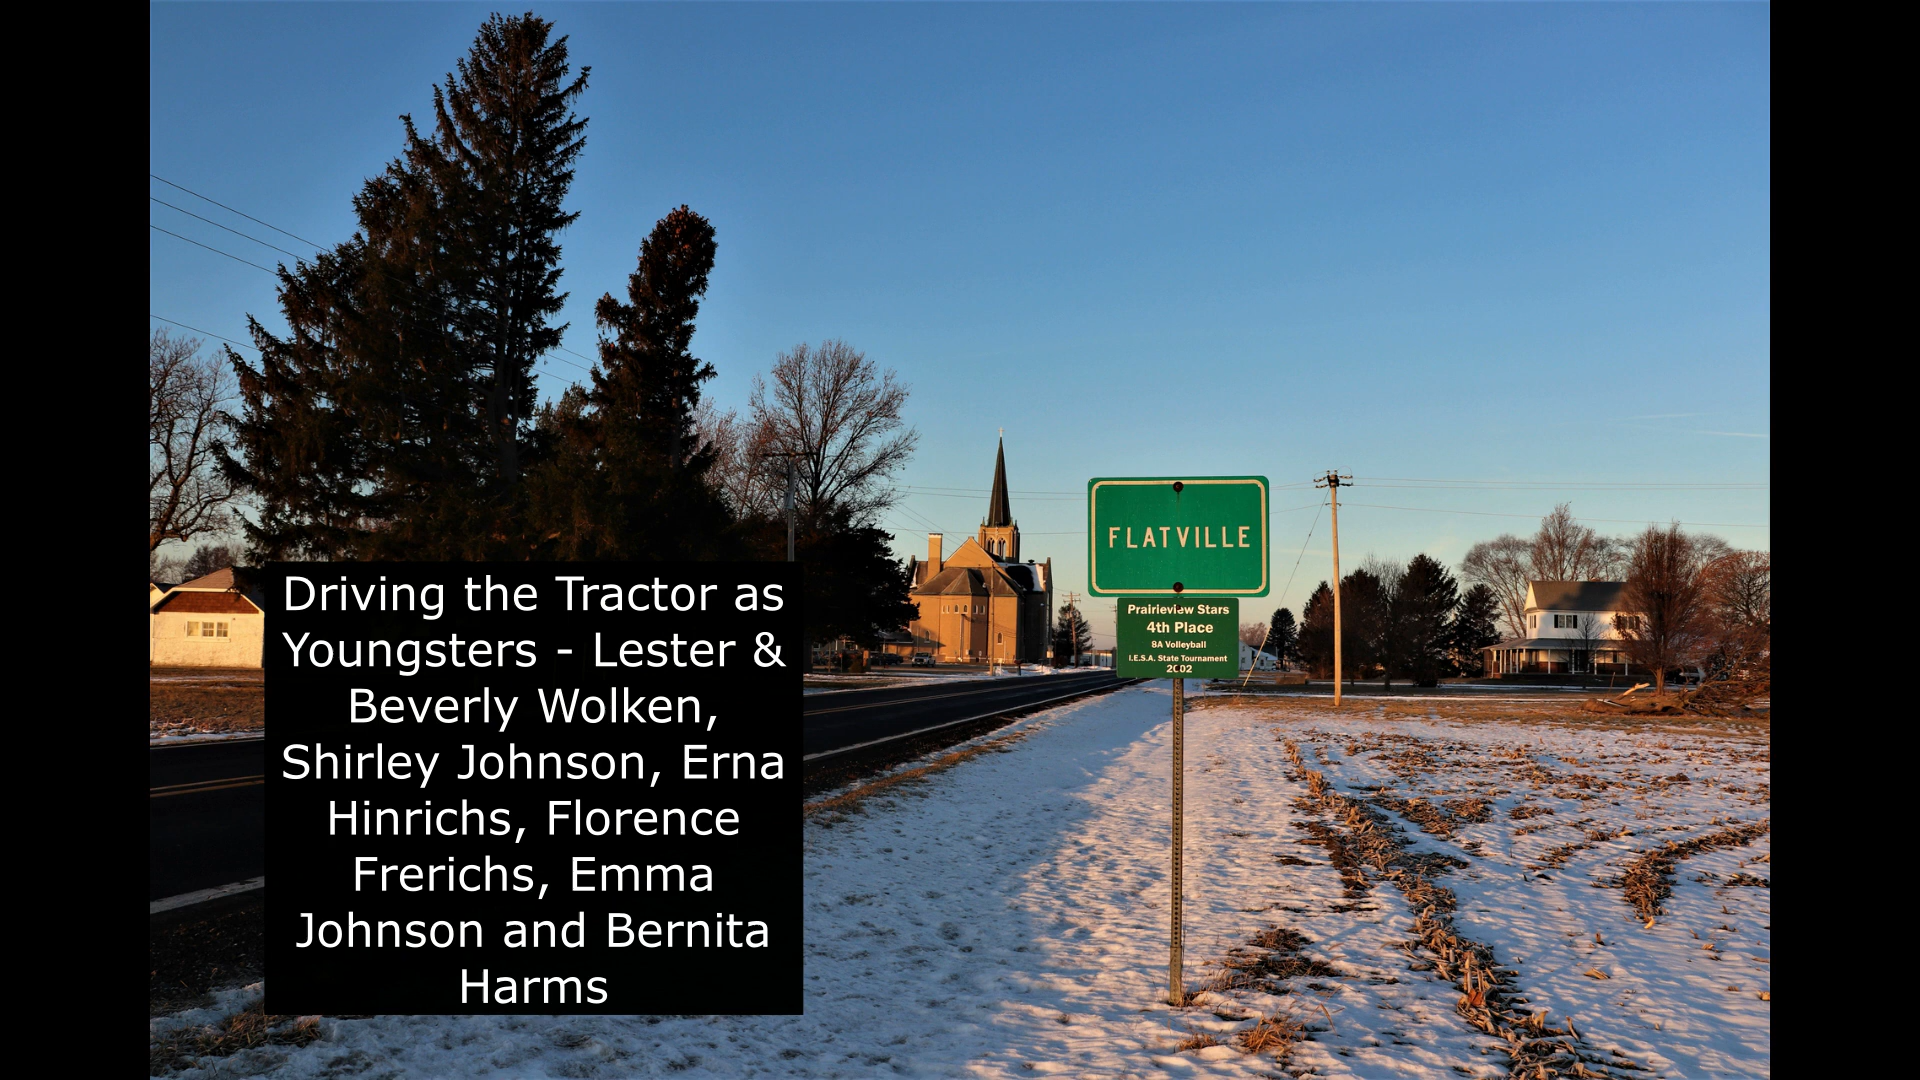 Driving the Tractor as
Youngsters - Lester &
Beverly Wolken,
Shirley Johnson, Erna
Hinrichs, Florence
Frerichs, Emma
Johnson and Bernita
Harms
FLATVILLE
Prairieview Stars
4th Place
8A Volleyball
I.E.S.A. State Tournament
2002